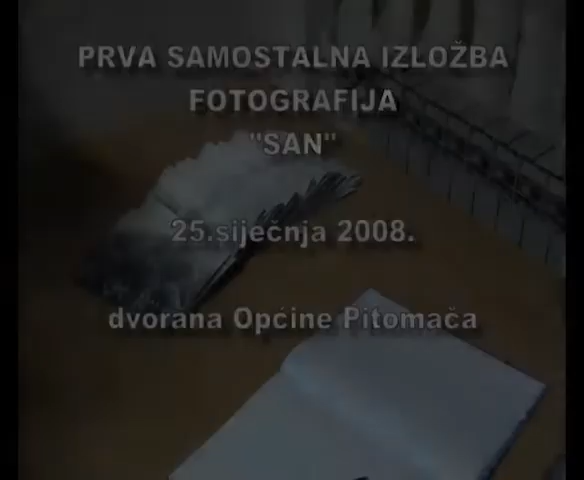 PRVA SAMOSTALNA IZLOŽBA
FOTOGRAFIJA
"SAN"
25.siječnja 2008.
dvorana Općine Pitomača